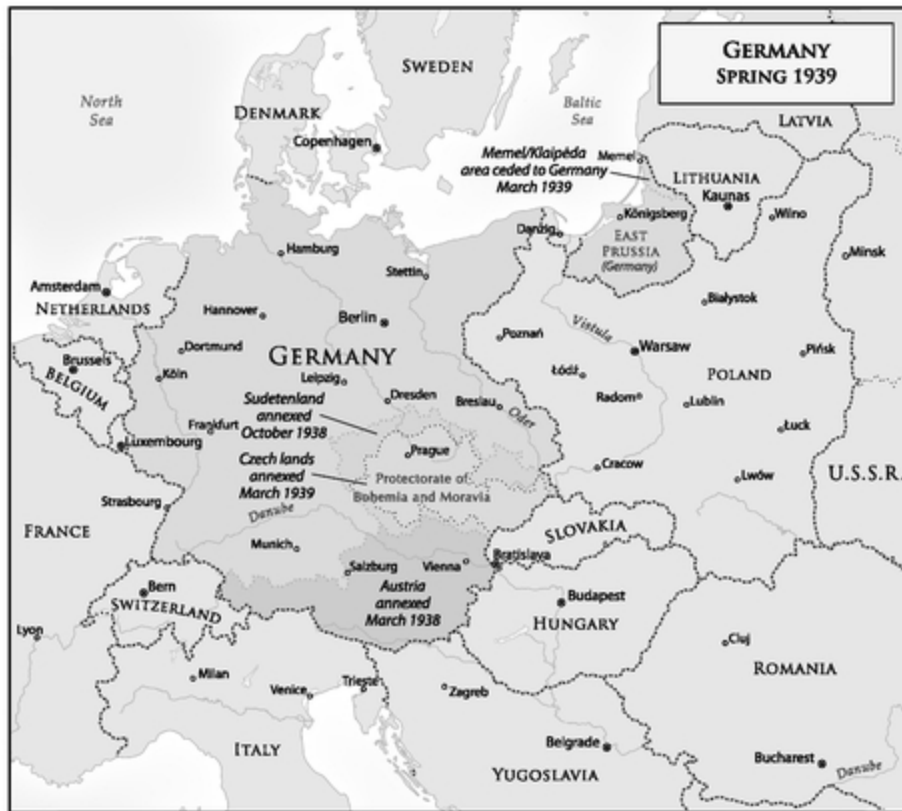 GERMANY
SPRING 1939
North
Sea
SWEDEN
Baltic
Sea
DENMARK
Copenhagen
LATVIA
Memel/Klaipėda
area ceded to Germany
March 1939
Memel
LITHUANIA
Kaunas
Wilno
Königsberg
Danzig
EAST
PRUSSIA
(Germany)
Minsk
Hamburg
Stettin
Amsterdam
NETHERLANDS
Hannover
Berlin
Białystok
Poznań
Vistula
Warsaw
Pińsk
Brussels
BELGIUM
Dortmund
GERMANY
Köln
Leipzig
Łódź
POLAND
Dresden
Breslau
Oder
Radom
Lublin
Sudetenland
annexed
October 1938
Frankfurt
Łuck
Luxembourg
Prague
Czech lands
annexed
March 1939
Protectorate of
Bohemia and Moravia
Cracow
Lwów
U.S.S.R.
Strasbourg
Danube
FRANCE
SLOVAKIA
Munich
Salzburg
Vienna
Bratislava
Bern
SWITZERLAND
Austria
annexed
March 1938
Budapest
HUNGARY
Lyon
Cluj
ROMANIA
Milan
Venice
Trieste
Zagreb
ITALY
Belgrade
YUGOSLAVIA
Bucharest
Danube